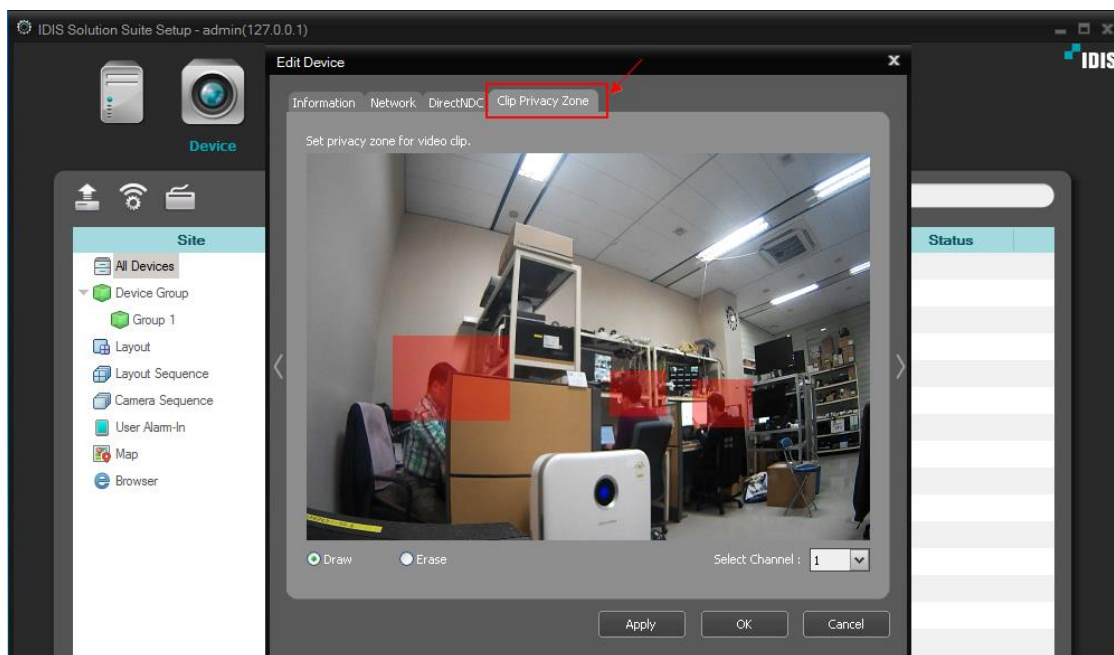 IDIS Solution Suite Setup - admin(127.0.0.1)
IDIS
Device
Edit Device
Information Network DirectNDC Clip Privacy Zone
Set privacy zone for video clip.
Site
Status
All Devices
Device Group
Group 1
Layout
Layout Sequence
Camera Sequence
User Alarm-In
Map
Browser
Draw Erase Select Channel : 1
Apply OK Cancel